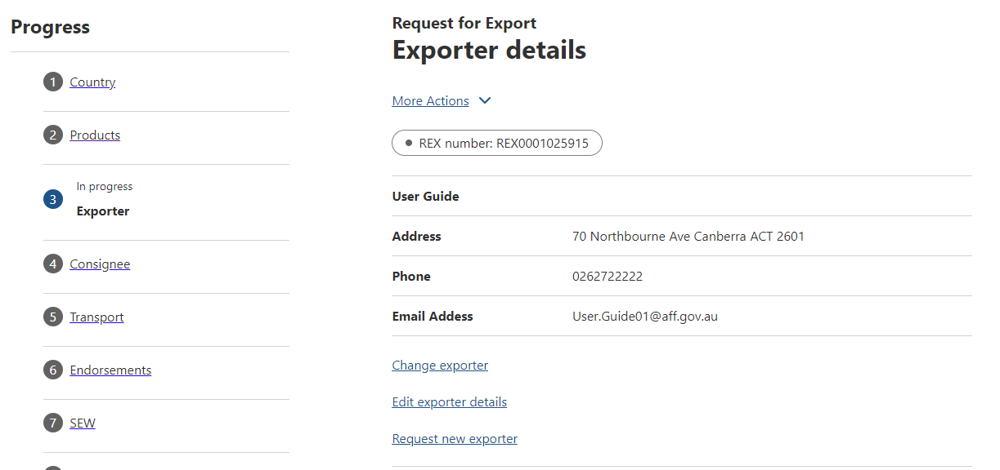 Progress
1 Country
2 Products
In progress
3 Exporter
4 Consignee
5 Transport
6 Endorsements
7 SEW
Request for Export
Exporter details
More Actions
REX number: REX0001025915
User Guide
Address 70 Northbourne Ave Canberra ACT 2601
Phone 0262722222
Email Addess User.Guide01@aff.gov.au
Change exporter
Edit exporter details
Request new exporter